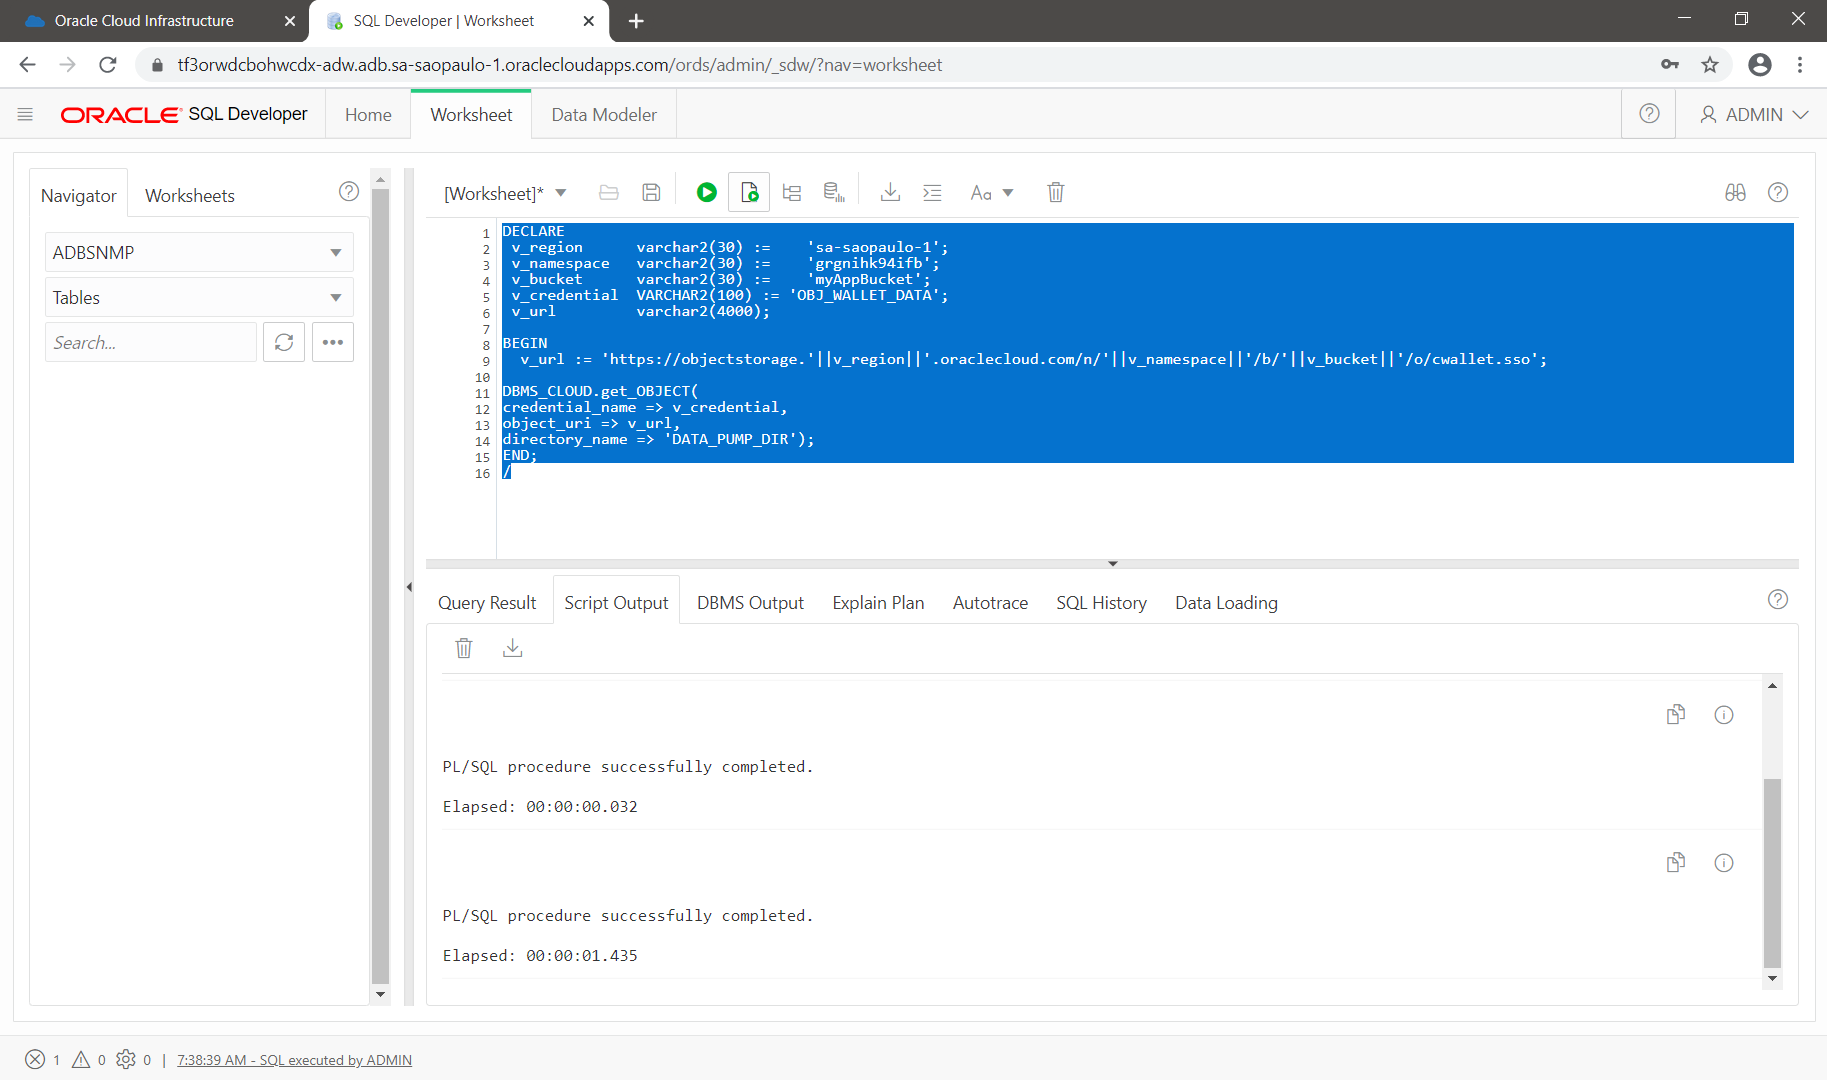 Oracle Cloud Infrastructure
SQL Developer | Worksheet
tf3orwdcbohwcdx-adw.adb.sa-saopaulo-1.oraclecloudapps.com/ords/admin/_sdw/?nav=worksheet
ORACLE SQL Developer
Home
Worksheet
Data Modeler
ADMIN
Navigator
Worksheets
ADBSNMP
Tables
Search...
[Worksheet]*
Aa
1 DECLARE
2 v_region varchar2(30) := 'sa-saopaulo-1';
3 v_namespace varchar2(30) := 'grgnihk94ifb';
4 v_bucket varchar2(30) := 'myAppBucket';
5 v_credential VARCHAR2(100) := 'OBJ_WALLET_DATA';
6 v_url varchar2(4000);
7
8 BEGIN
9 v_url := 'https://objectstorage.'||v_region||'.oraclecloud.com/n/'||v_namespace||'/b/'||v_bucket||'/o/cwallet.sso';
10
11 DBMS_CLOUD.get_OBJECT(
12 credential_name => v_credential,
13 object_uri => v_url,
14 directory_name => 'DATA_PUMP_DIR');
15 END;
16 /
Query Result
Script Output
DBMS Output
Explain Plan
Autotrace
SQL History
Data Loading
PL/SQL procedure successfully completed.
Elapsed: 00:00:00.032
PL/SQL procedure successfully completed.
Elapsed: 00:00:01.435
1 0 0 | 7:38:39 AM - SQL executed by ADMIN